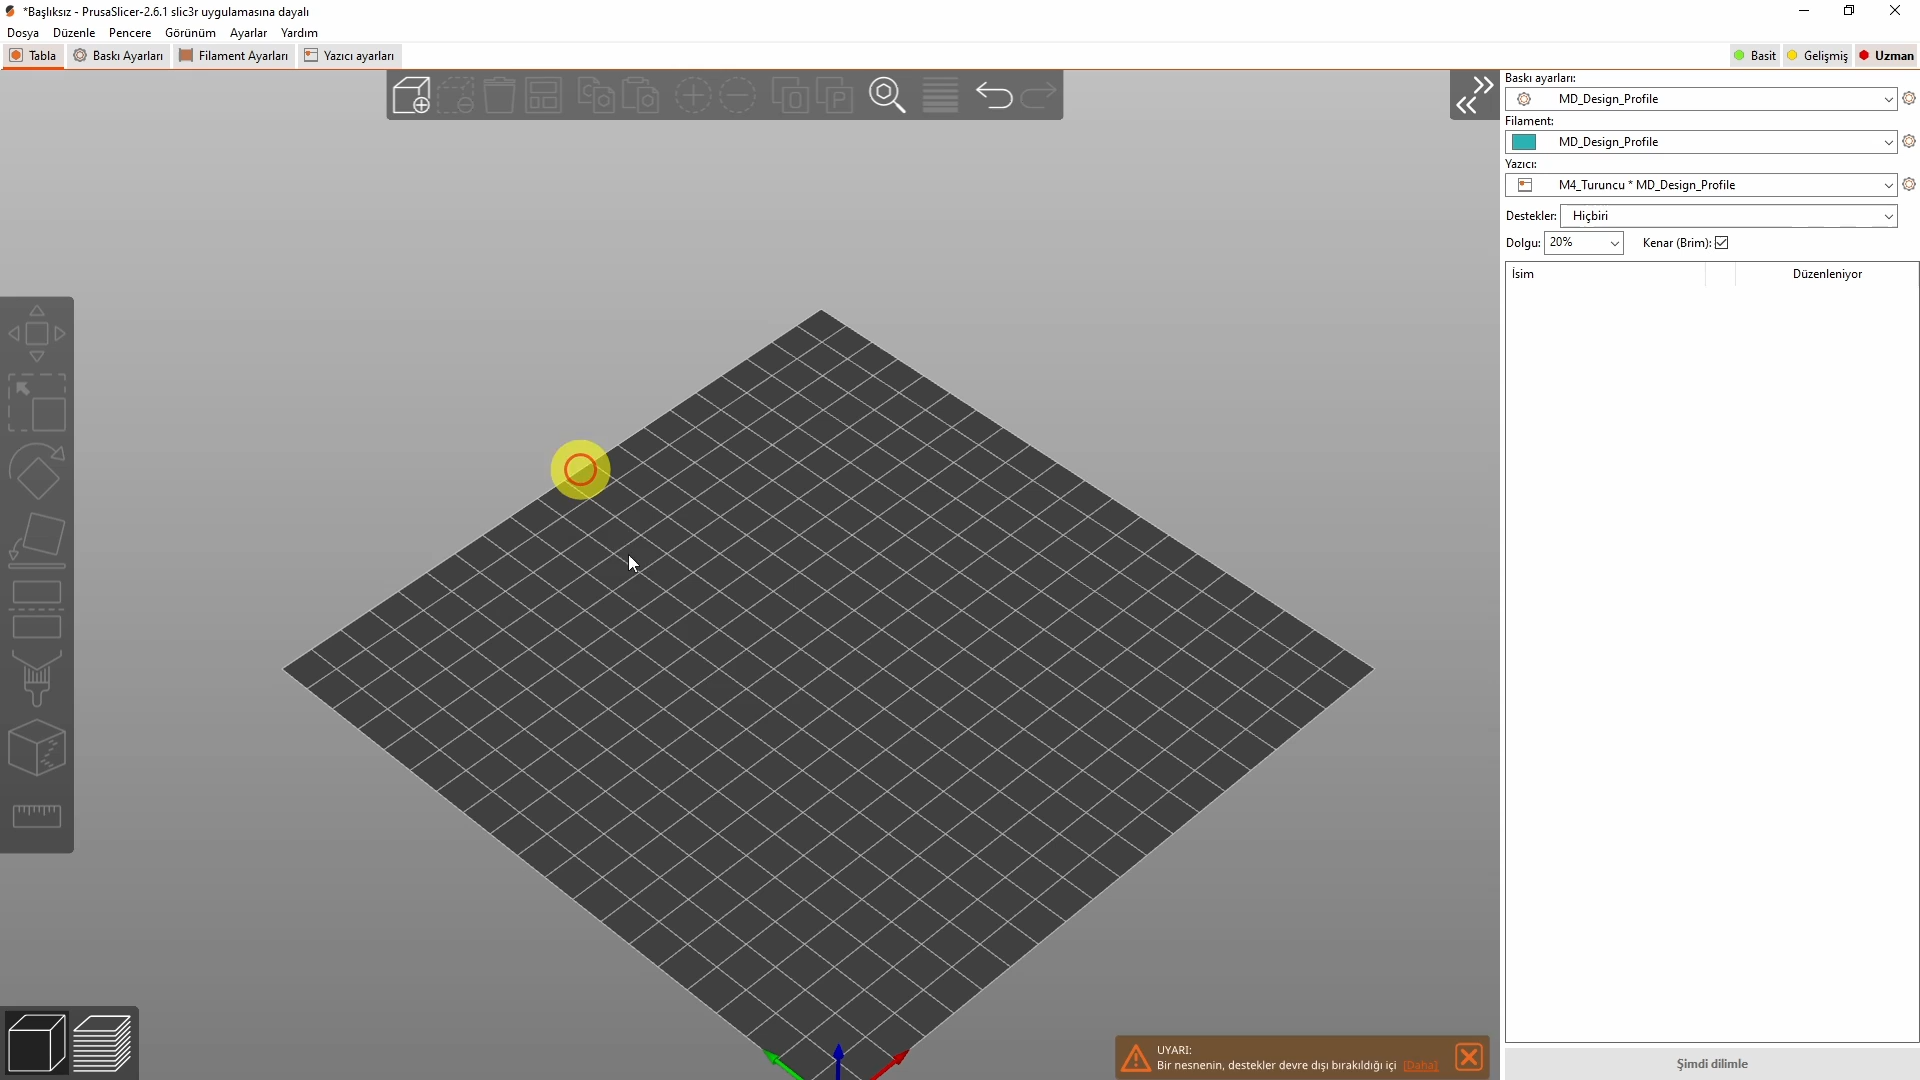 *Başlıksız - PrusaSlicer-2.6.1 slic3r uygulamasına dayalı
Dosya Düzenle Pencere Görünüm Ayarlar Yardım
Tabla Baskı Ayarları Filament Ayarları Yazıcı ayarları Basit Gelişmiş Uzman
Baskı ayarları:
MD_Design_Profile
Filament:
MD_Design_Profile
Yazıcı:
M4_Turuncu * MD_Design_Profile
Destekler: Hiçbiri
Dolgu: 20% Kenar (Brim):
İsim Düzenleniyor
UYARI:
Bir nesnenin, destekler devre dışı bırakıldığı içi (Daha)
Şimdi dilimle